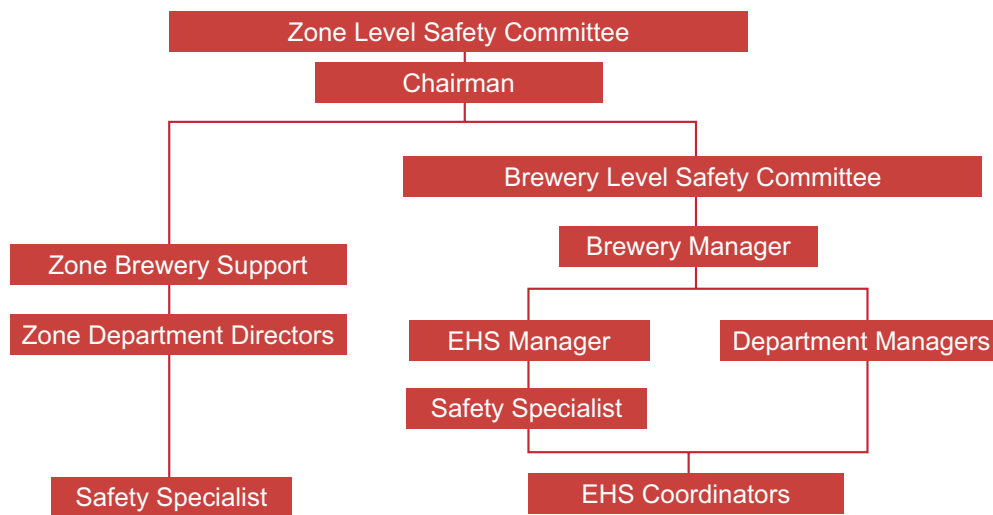 Zone Level Safety Committee
Chairman
Brewery Level Safety Committee
Brewery Manager
Zone Brewery Support
Zone Department Directors
EHS Manager
Department Managers
Safety Specialist
Safety Specialist
EHS Coordinators